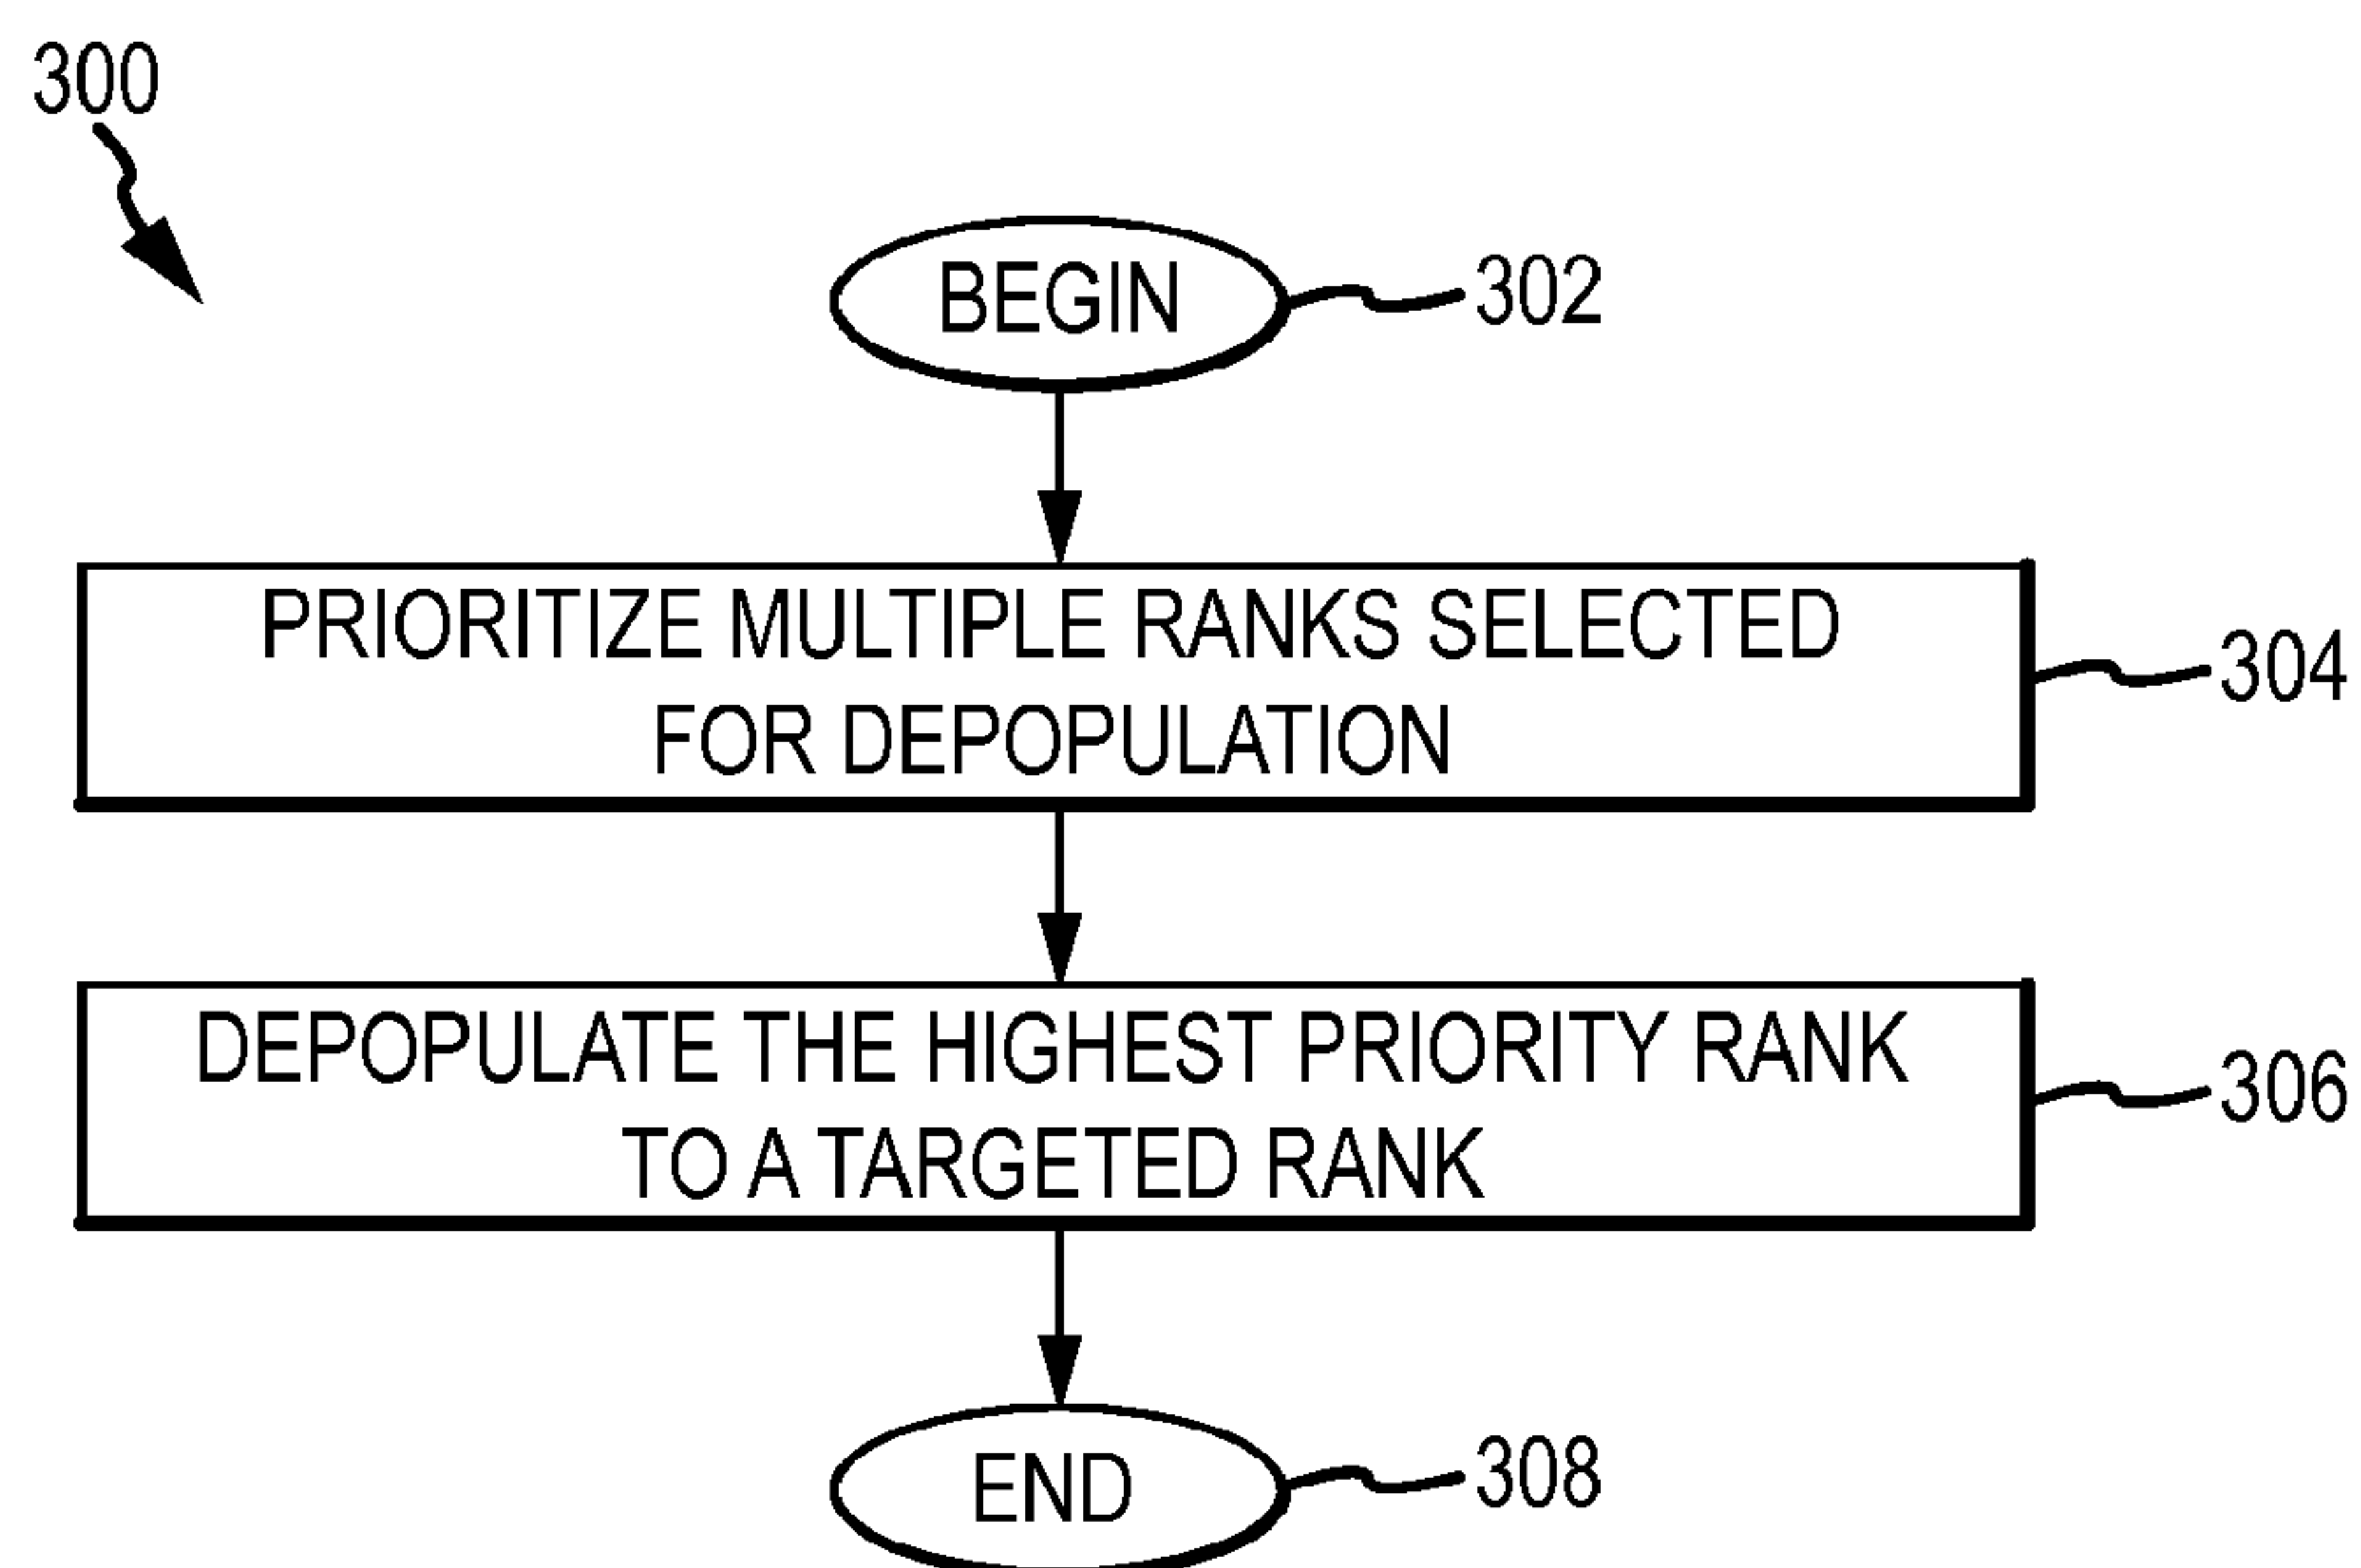 300
BEGIN
302
PRIORITIZE MULTIPLE RANKS SELECTED
FOR DEPOPULATION
304
DEPOPULATE THE HIGHEST PRIORITY RANK
TO A TARGETED RANK
306
END
308